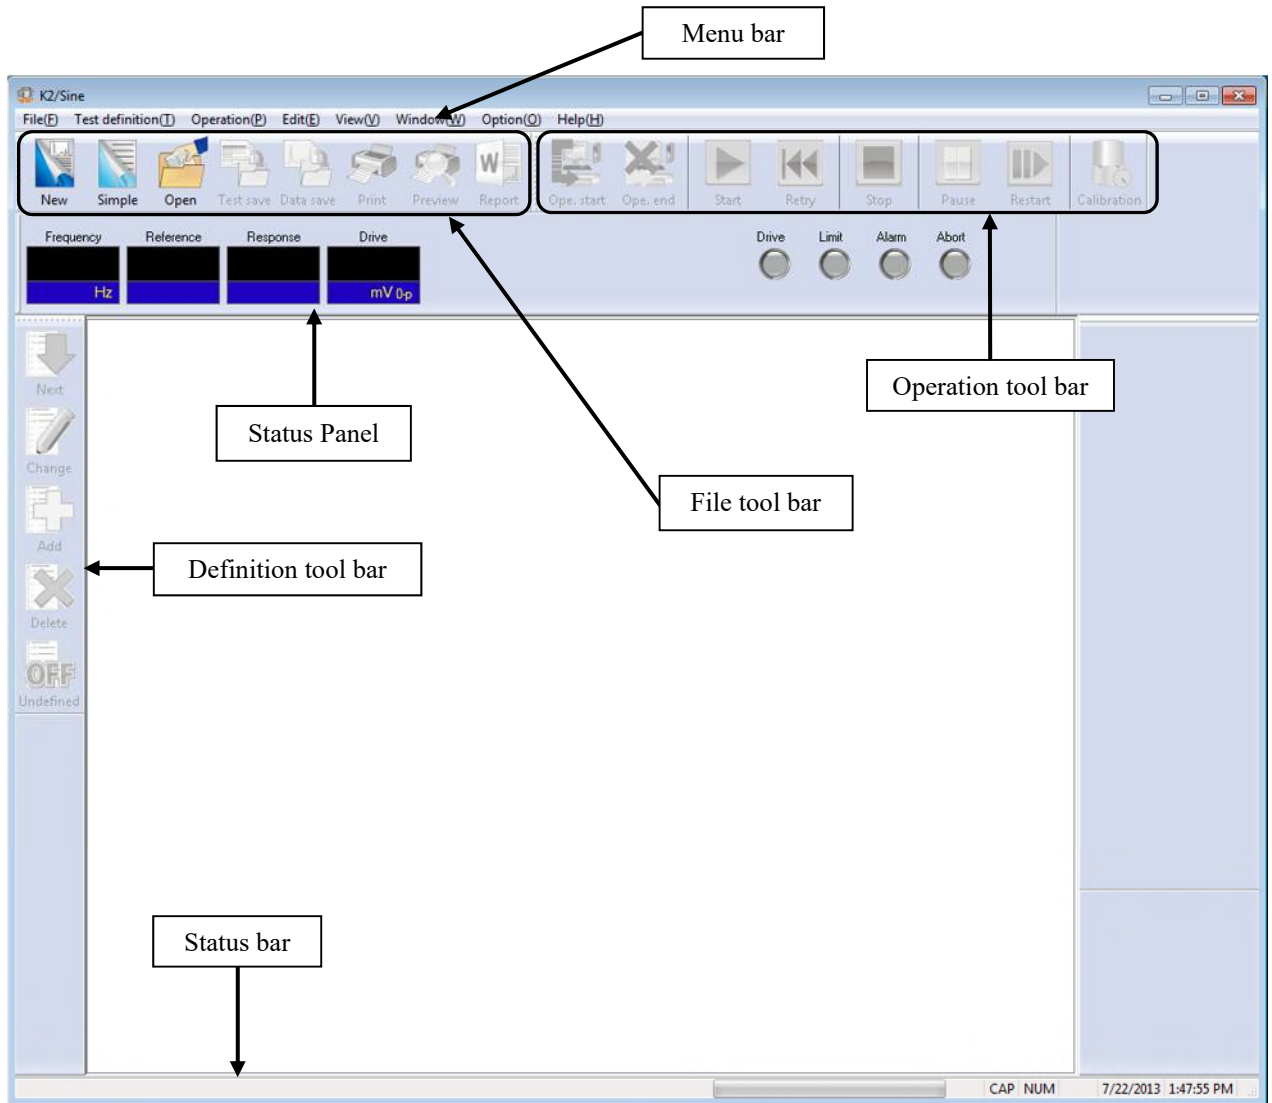 Menu bar
K2/Sine
File(F) Test definition(T) Operation(P) Edit(E) View(V) Window(W) Option(O) Help(H)
New Simple Open Test save Data save Print Preview Report Ope. start Ope. end Start Retry Stop Pause Restart Calibration
Frequency Reference Response Drive Drive Limit Alarm Abort
Hz mV 0-p
Next
Operation tool bar
Status Panel
Change
File tool bar
Add
Definition tool bar
Delete
OFF
Undefined
Status bar
CAP NUM 7/22/2013 1:47:55 PM